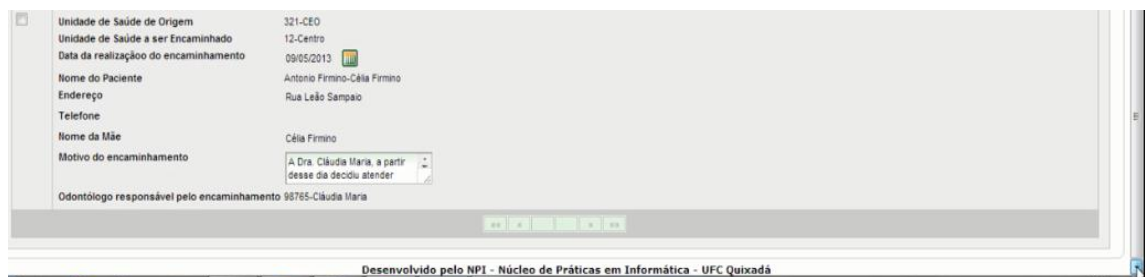 Unidade de Saúde de Origem 321-CEO
Unidade de Saúde a ser Encaminhado 12-Centro
Data da realizaçãoo do encaminhamento 09/05/2013
Nome do Paciente Antonio Firmino-Célia Firmino
Endereço Rua Leão Sampaio
Telefone
Nome da Mãe Célia Firmino
Motivo do encaminhamento A Dra. Cláudia Maria, a partir
desse dia decidiu atender
Odontólogo responsável pelo encaminhamento 98765-Cláudia Maria
«« « » »»
Desenvolvido pelo NPI - Núcleo de Práticas em Informática - UFC Quixadá